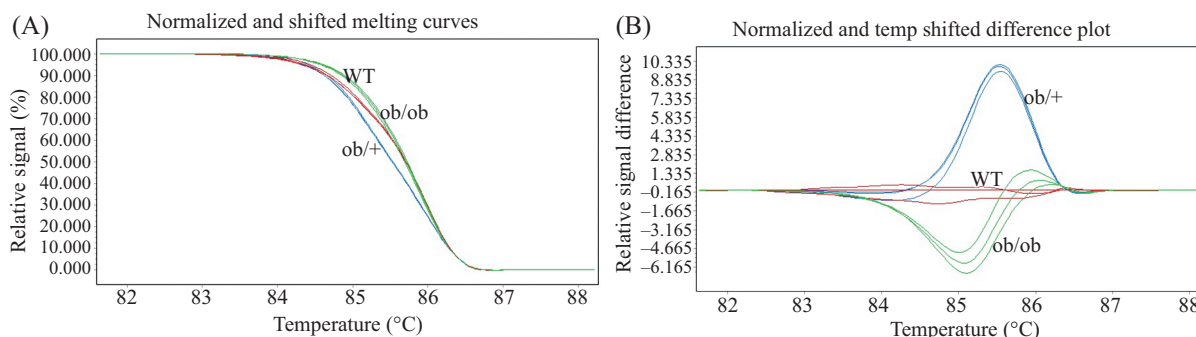 (A)
Normalized and shifted melting curves
Relative signal (%)
100.000
90.000
80.000
70.000
60.000
50.000
40.000
30.000
20.000
10.000
0.000
WT
ob/ob
ob/+
82 83 84 85 86 87 88
Temperature (°C)
(B)
Normalized and temp shifted difference plot
Relative signal difference
10.335
8.835
7.335
5.835
4.335
2.835
1.335
−0.165
−1.665
−3.165
−4.665
−6.165
ob/+
WT
ob/ob
82 83 84 85 86 87 88
Temperature (°C)